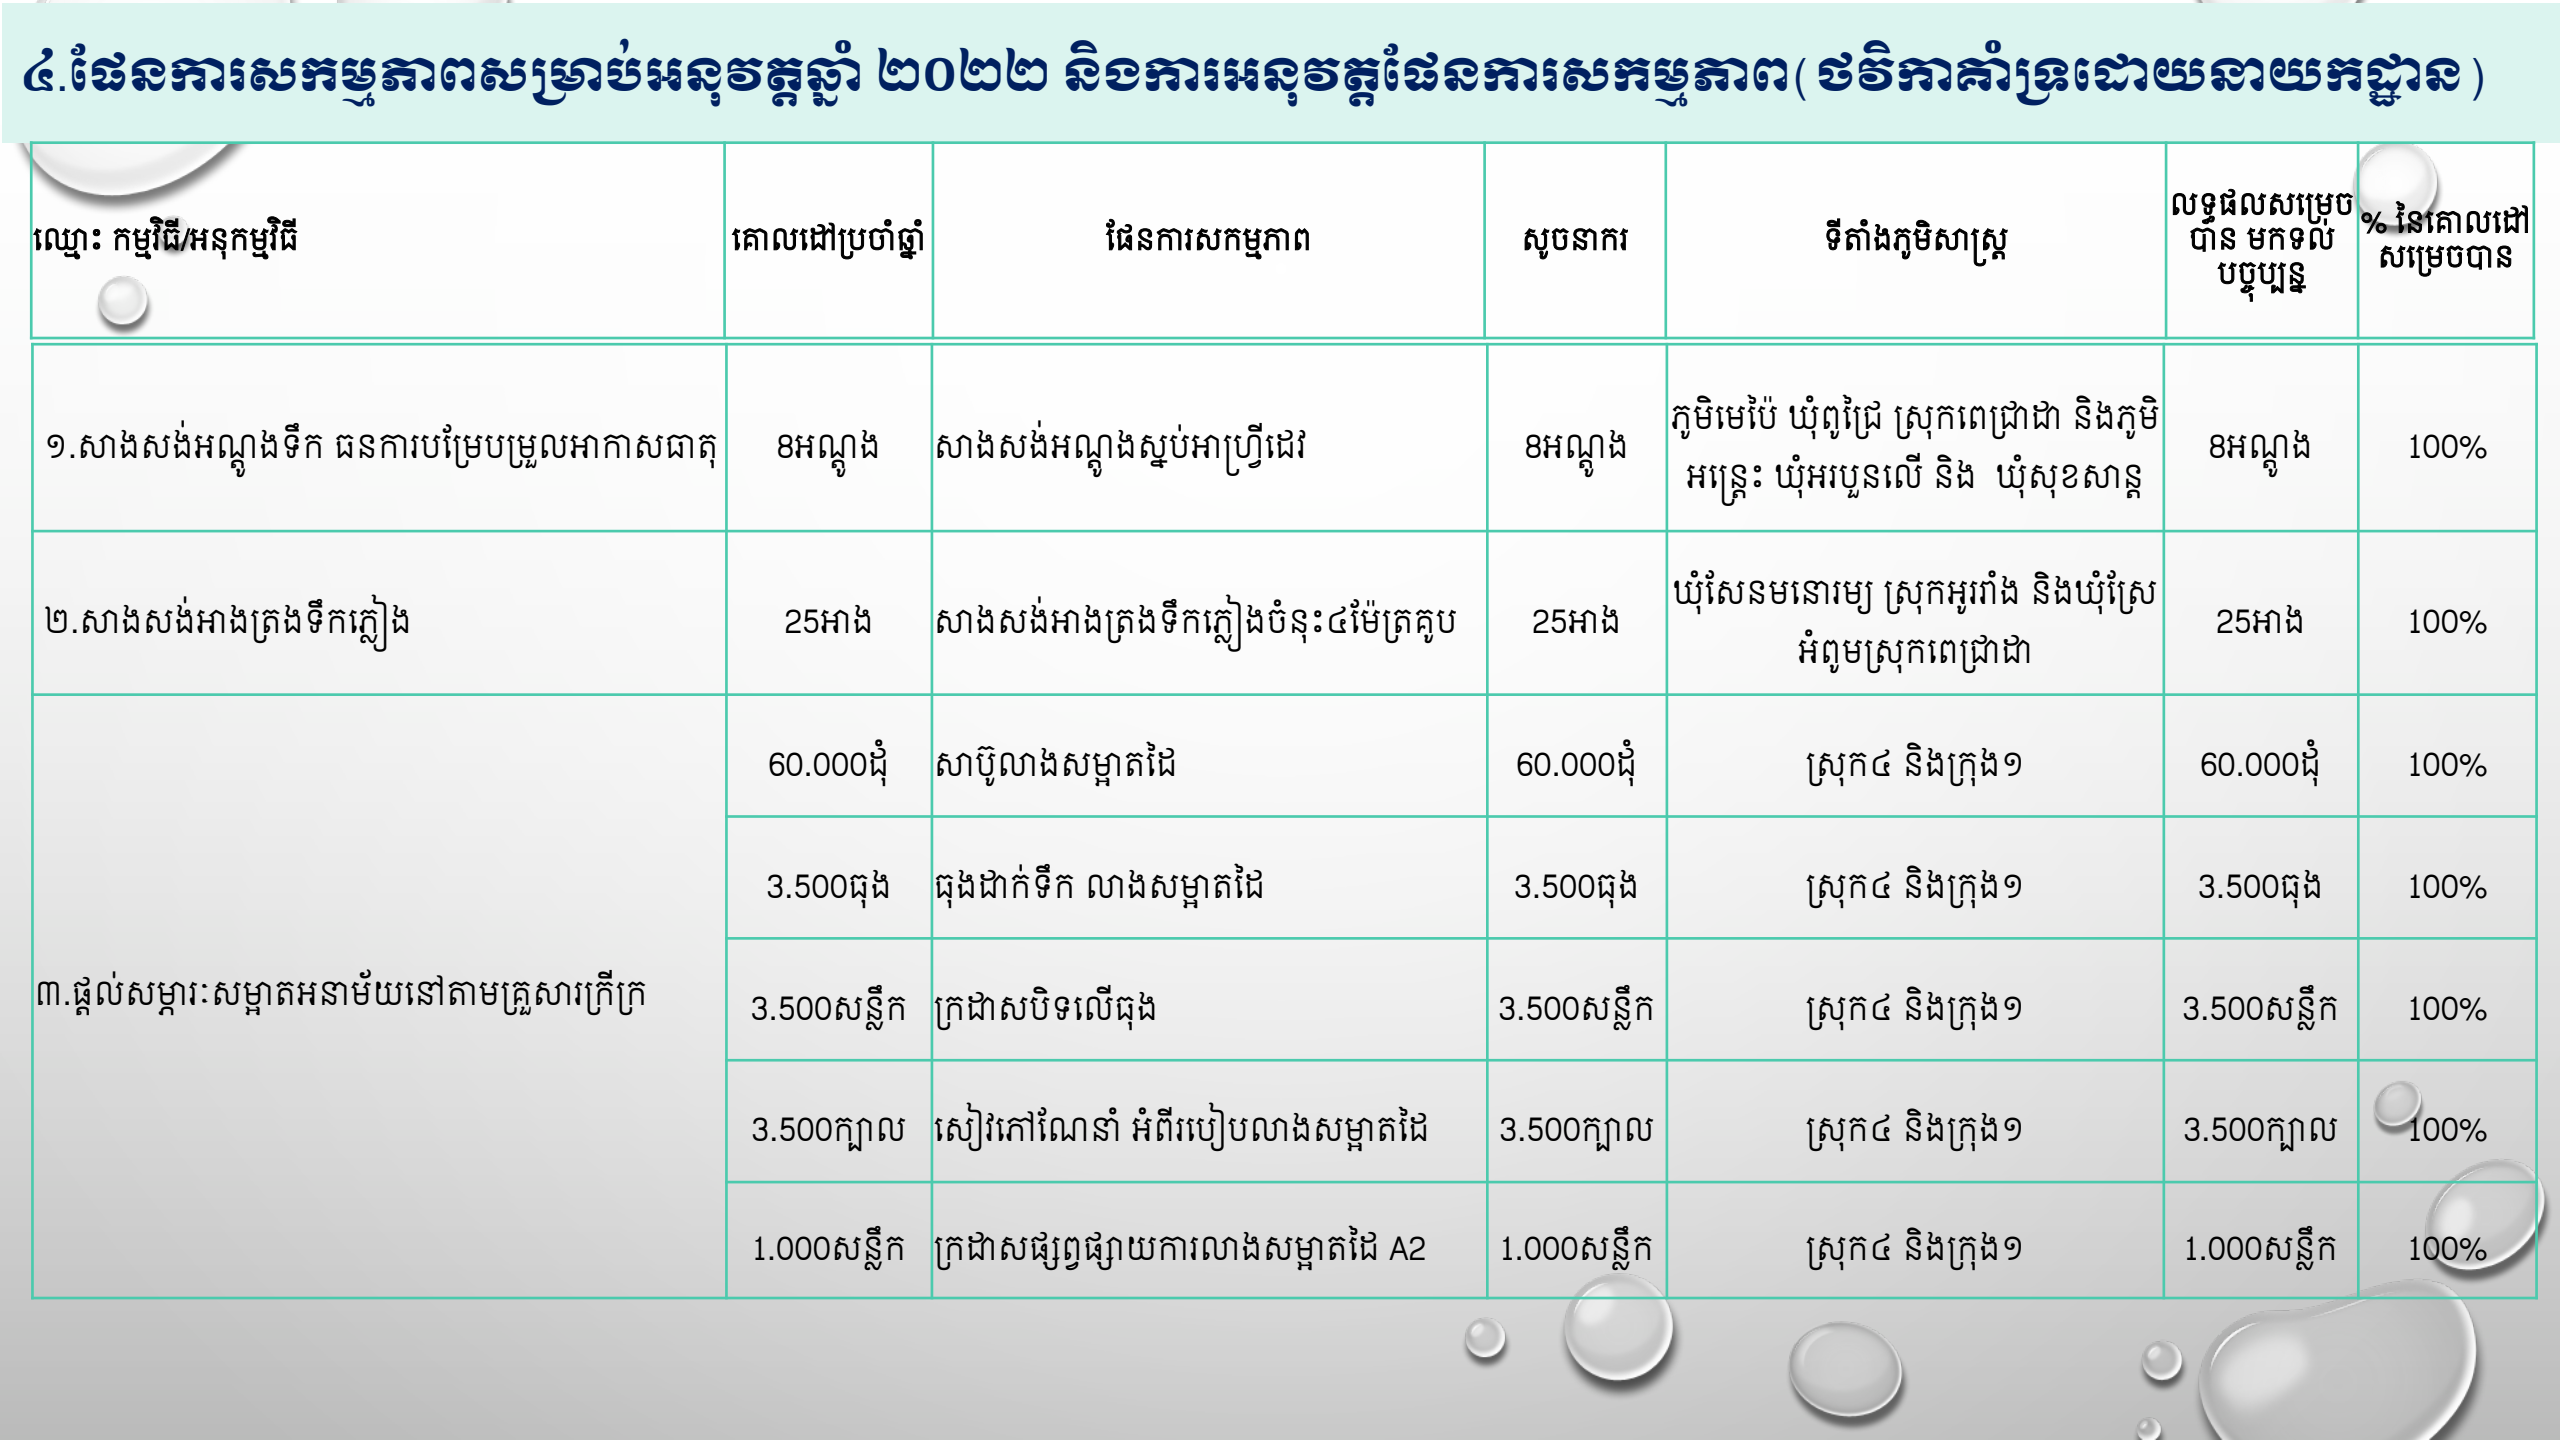 ៤.ផែនការសកម្មភាពសម្រាប់អនុវត្តឆ្នាំ ២០២២ និងការអនុវត្តផែនការសកម្មភាព(ថវិកាគាំទ្រដោយនាយកដ្ឋាន)
ឈ្មោះ កម្មវិធី/អនុកម្មវិធី
គោលដៅប្រចាំឆ្នាំ
ផែនការសកម្មភាព
សូចនាករ
ទីតាំងភូមិសាស្ត្រ
លទ្ធផលសម្រេច
បាន មកទល់
បច្ចុប្បន្ន
% នៃគោលដៅ
សម្រេចបាន
១.សាងសង់អណ្តូងទឹក ធនការបម្រែបម្រួលអាកាសធាតុ
8អណ្តូង
សាងសង់អណ្តូងស្នប់អាហ្វ្រីដេវ
8អណ្តូង
ភូមិមេប៉ៃ ឃុំពូជ្រៃ ស្រុកពេជ្រាដា និងភូមិ
អន្ត្រេះ ឃុំអរបួនលើ និង ឃុំសុខសាន្ត
8អណ្តូង
100%
២.សាងសង់អាងត្រងទឹកភ្លៀង
25អាង
សាងសង់អាងត្រងទឹកភ្លៀងចំនុះ៤ម៉ែត្រគូប
25អាង
ឃុំសែនមនោរម្យ ស្រុកអូររាំង និងឃុំស្រែ
អំពូមស្រុកពេជ្រាដា
25អាង
100%
៣.ផ្តល់សម្ភារៈសម្អាតអនាម័យនៅតាមគ្រួសារក្រីក្រ
60.000ដុំ
សាប៊ូលាងសម្អាតដៃ
60.000ដុំ
ស្រុក៤ និងក្រុង១
60.000ដុំ
100%
3.500ធុង
ធុងដាក់ទឹក លាងសម្អាតដៃ
3.500ធុង
ស្រុក៤ និងក្រុង១
3.500ធុង
100%
3.500សន្លឹក
ក្រដាសបិទលើធុង
3.500សន្លឹក
ស្រុក៤ និងក្រុង១
3.500សន្លឹក
100%
3.500ក្បាល
សៀវភៅណែនាំ អំពីរបៀបលាងសម្អាតដៃ
3.500ក្បាល
ស្រុក៤ និងក្រុង១
3.500ក្បាល
100%
1.000សន្លឹក
ក្រដាសផ្សព្វផ្សាយការលាងសម្អាតដៃ A2
1.000សន្លឹក
ស្រុក៤ និងក្រុង១
1.000សន្លឹក
100%